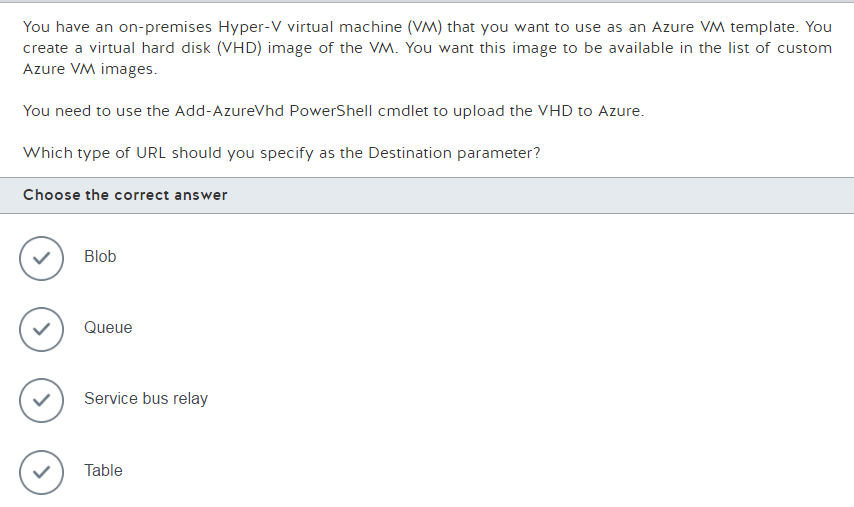 You have an on-premises Hyper-V virtual machine (VM) that you want to use as an Azure VM template. You
create a virtual hard disk (VHD) image of the VM. You want this image to be available in the list of custom
Azure VM images.
You need to use the Add-AzureVhd PowerShell cmdlet to upload the VHD to Azure.
Which type of URL should you specify as the Destination parameter?
Choose the correct answer
Blob
Queue
Service bus relay
Table